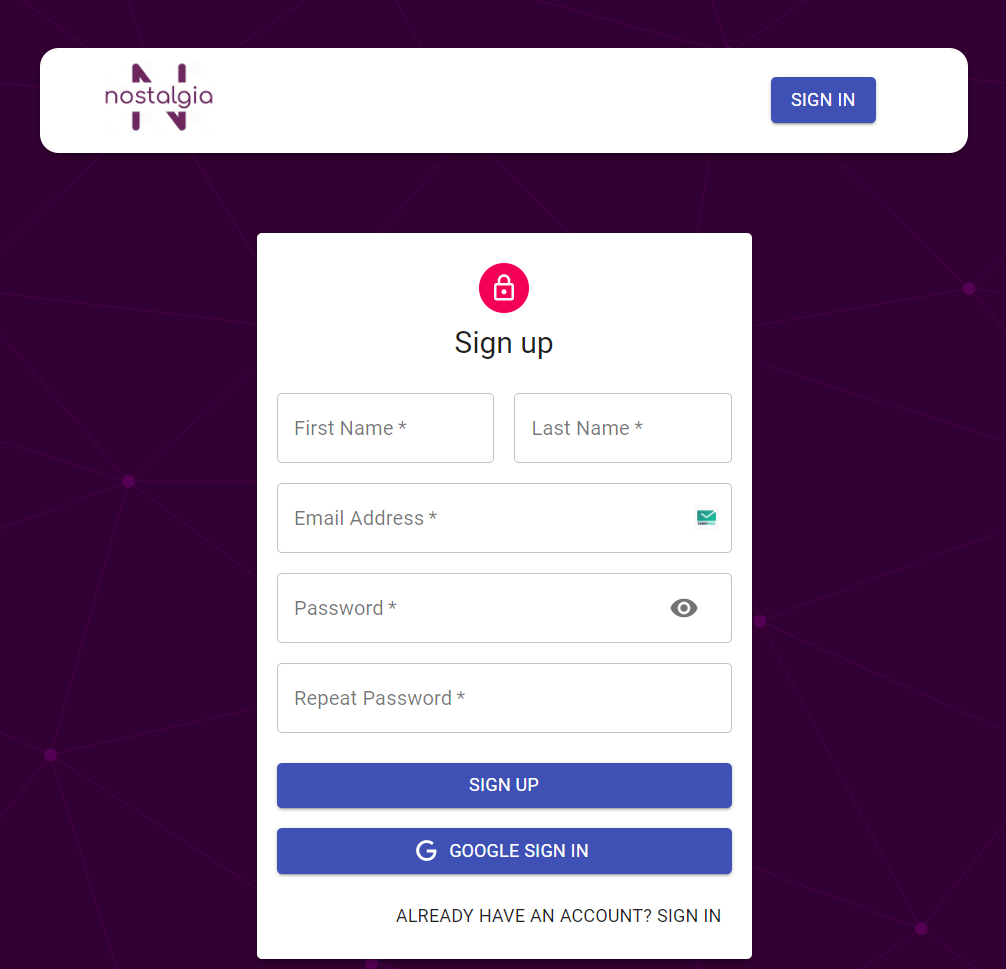 nostalgia
SIGN IN
Sign up
First Name *
Last Name *
Email Address *
Password *
Repeat Password *
SIGN UP
GOOGLE SIGN IN
ALREADY HAVE AN ACCOUNT? SIGN IN